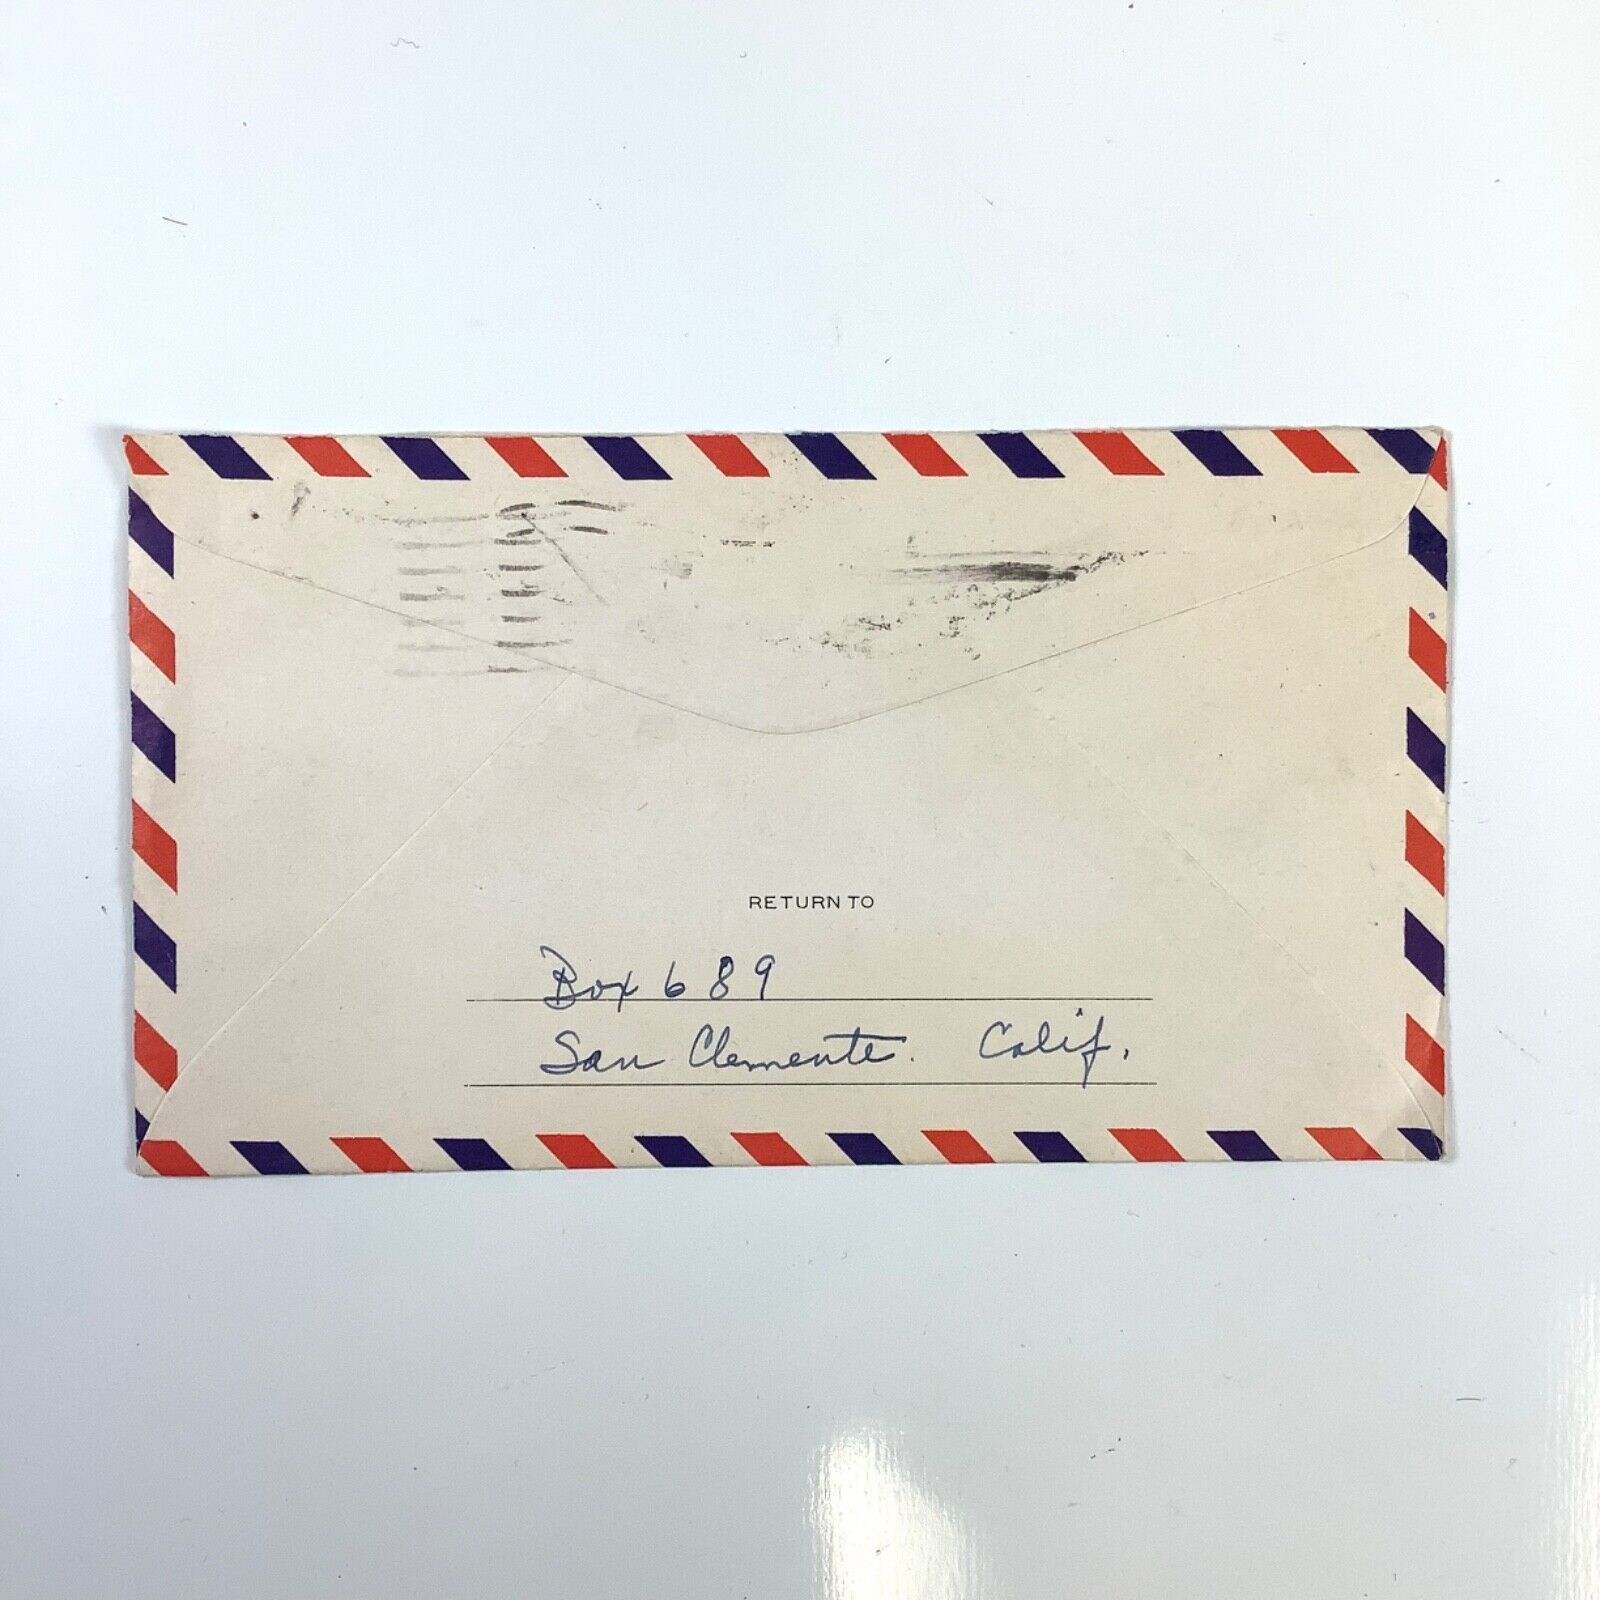 RETURN TO
Box 689
San Clemente. Calif.